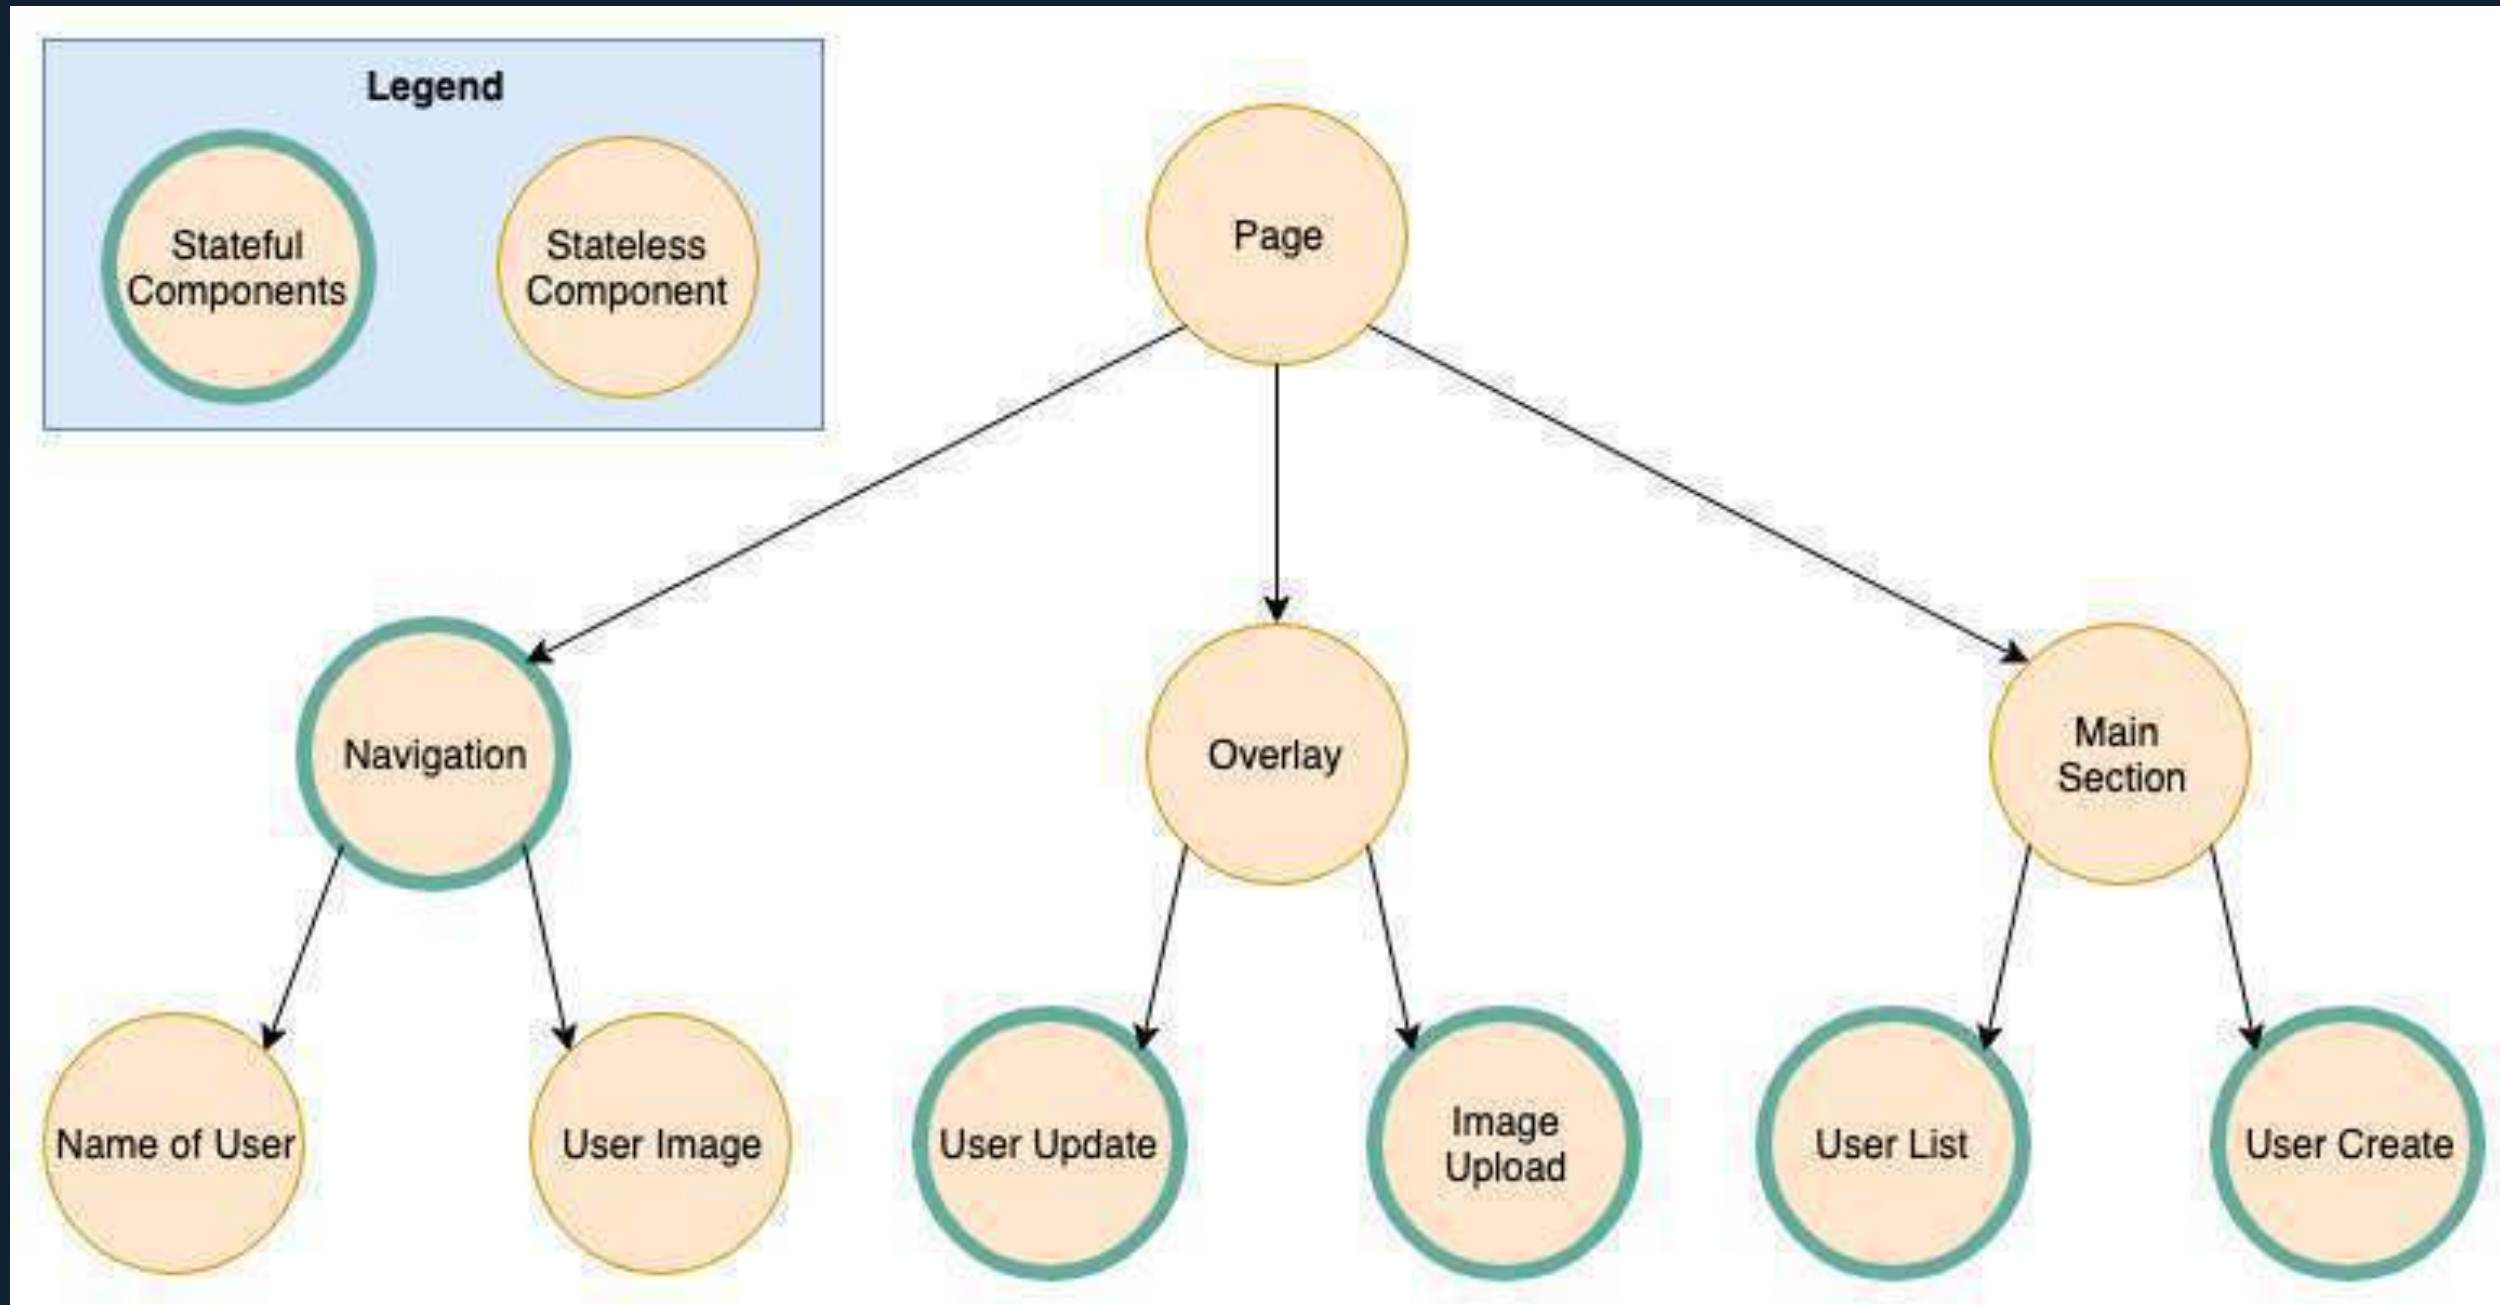 Legend
Stateful
Components
Stateless
Component
Page
Navigation
Overlay
Main
Section
Name of User
User Image
User Update
Image
Upload
User List
User Create